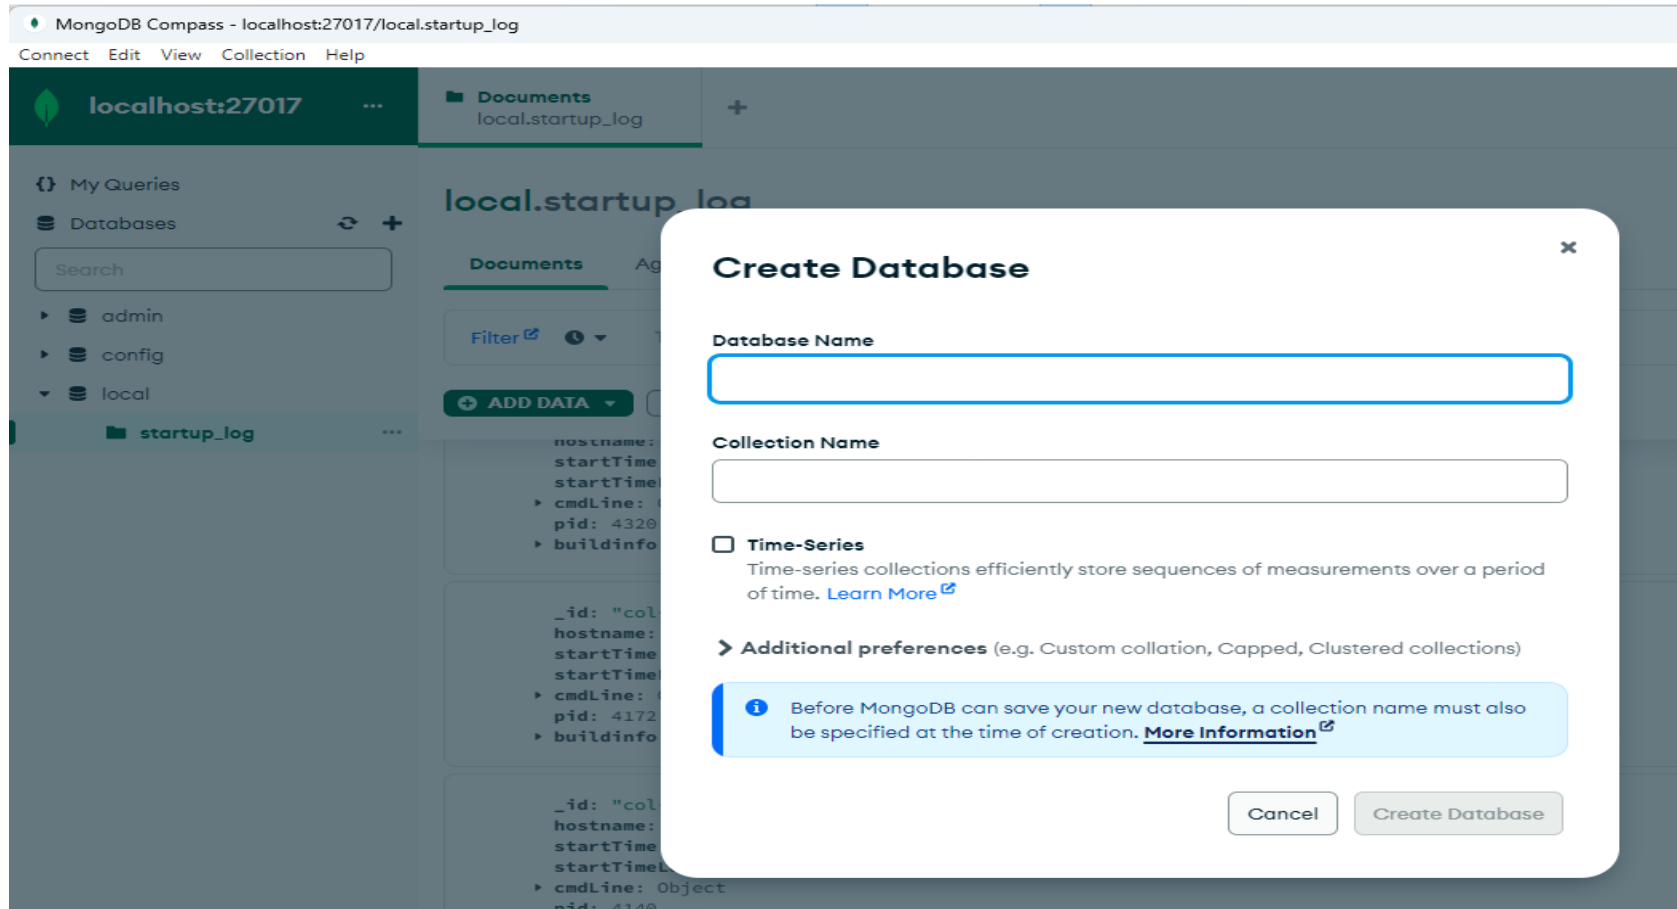 MongoDB Compass - localhost:27017/local.startup_log
Connect Edit View Collection Help
localhost:27017
Documents
local.startup_log
My Queries
Databases
Search
admin
config
local
startup_log
local.startup_log
Documents
Filter
ADD DATA
hostname:
startTime
cmdLine:
pid: 4320
buildinfo
_id: "col
hostname:
startTime
cmdLine:
pid: 4172
buildinfo
_id: "col
hostname:
startTime
cmdLine: Object
pid: 4140
Create Database
Database Name
Collection Name
Time-Series
Time-series collections efficiently store sequences of measurements over a period
of time. Learn More
Additional preferences (e.g. Custom collation, Capped, Clustered collections)
Before MongoDB can save your new database, a collection name must also
be specified at the time of creation. More Information
Cancel
Create Database